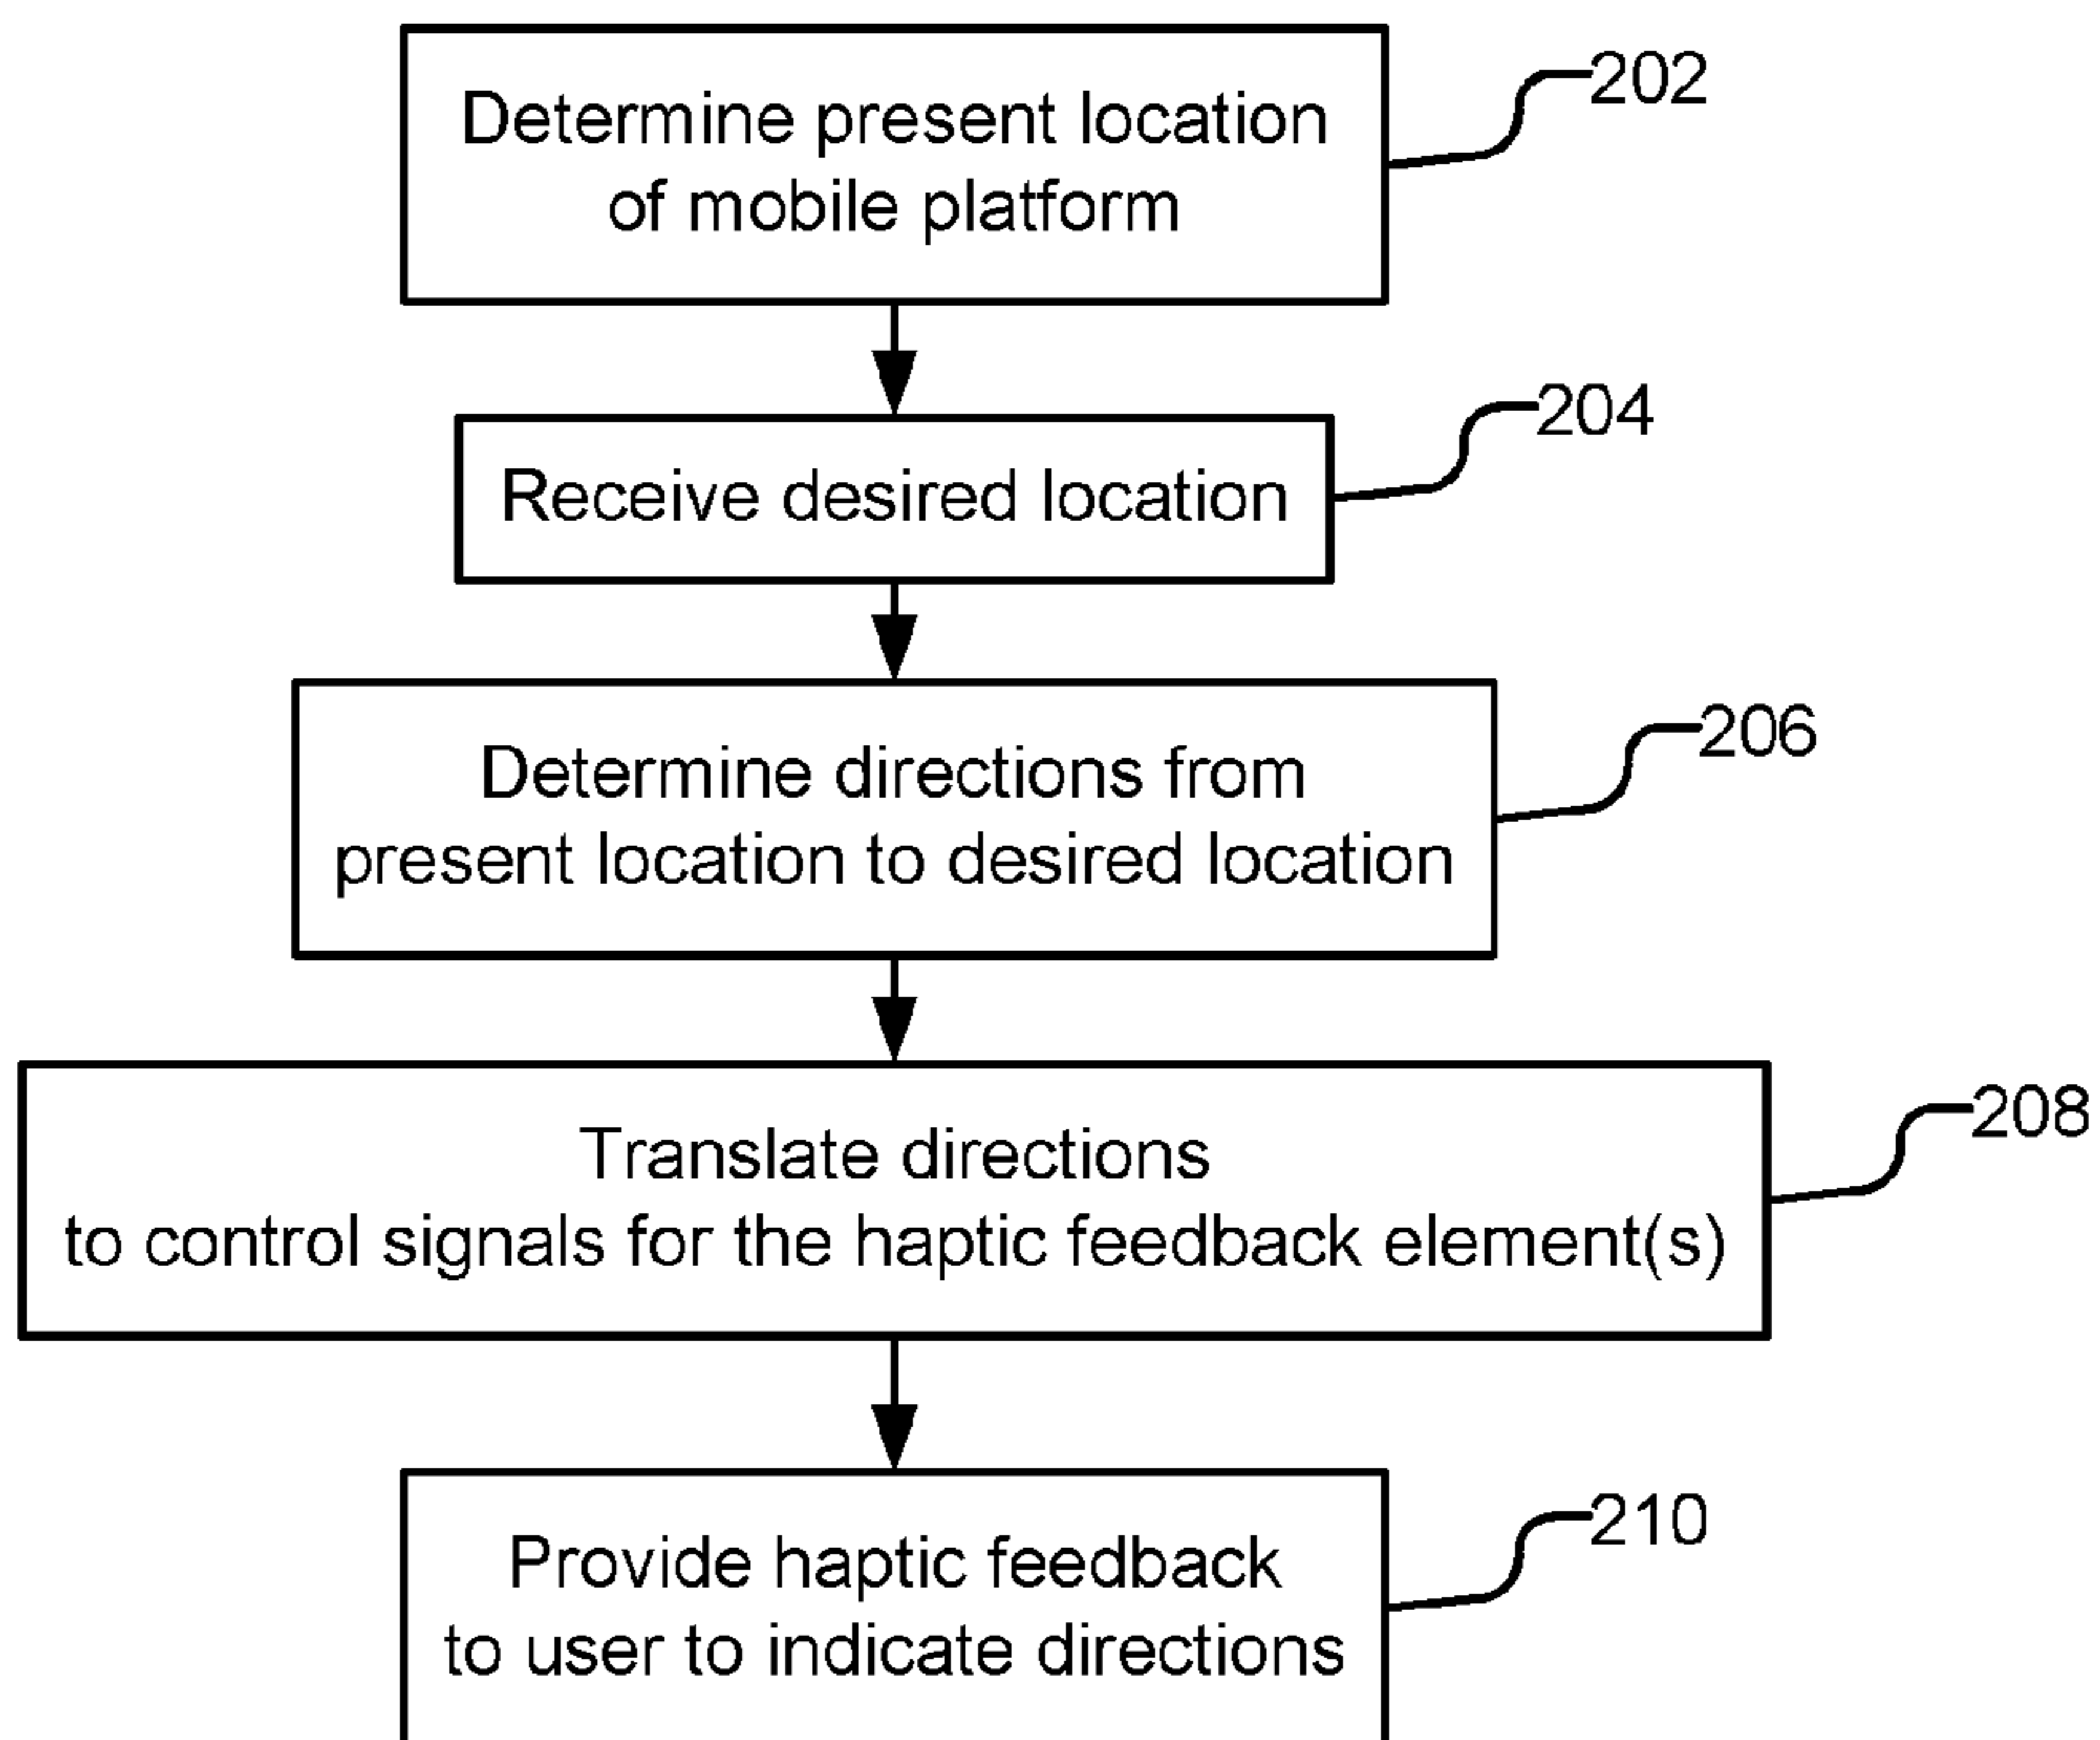 Determine present location
of mobile platform
202
Receive desired location
204
Determine directions from
present location to desired location
206
Translate directions
to control signals for the haptic feedback element(s)
208
Provide haptic feedback
to user to indicate directions
210